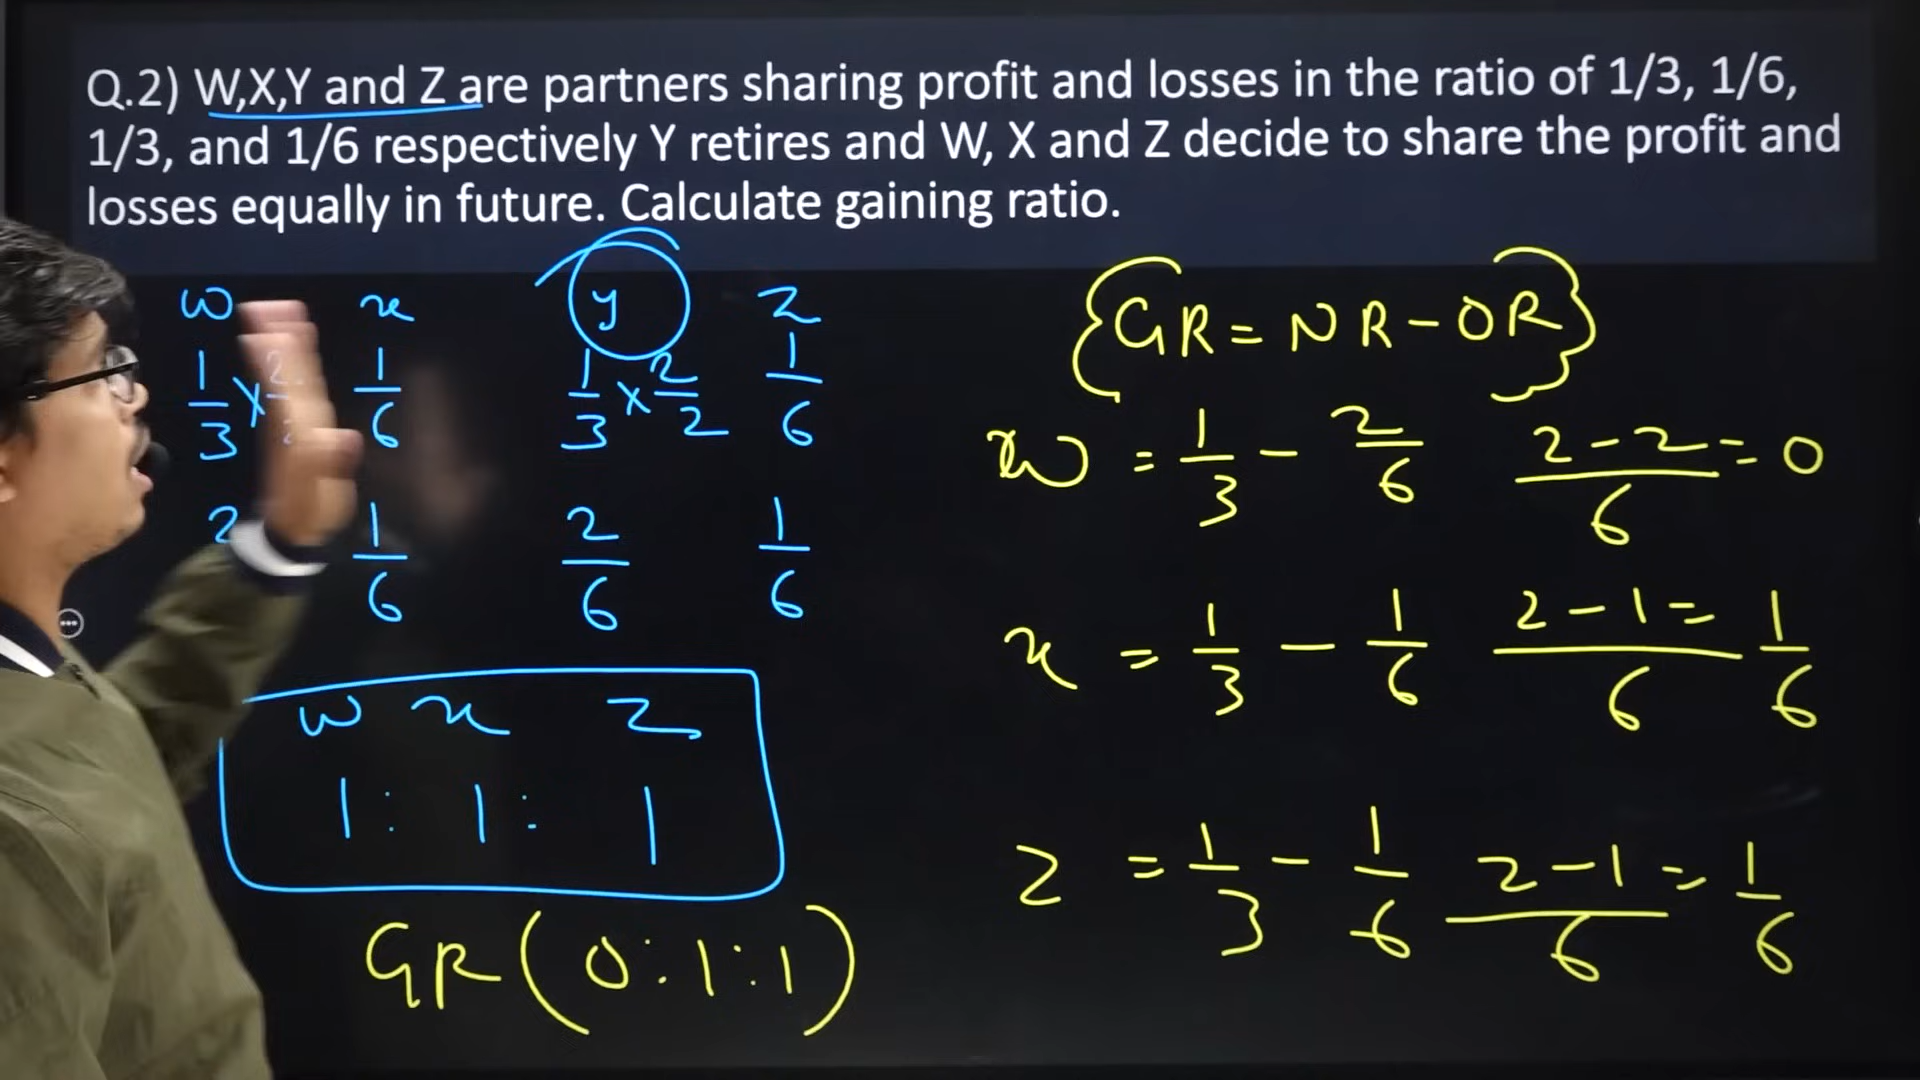 Q.2) W,X,Y and Z are partners sharing profit and losses in the ratio of 1/3, 1/6,
1/3, and 1/6 respectively Y retires and W, X and Z decide to share the profit and
losses equally in future. Calculate gaining ratio.
w x y z
1/3 × 2 1/6 1/3 × 2/2 1/6
2 1/6 2/6 1/6
w x z
1 : 1 : 1
GR (0:1:1)
{GR = NR - OR}
w = 1/3 - 2/6 2-2/6 = 0
x = 1/3 - 1/6 2-1/6 = 1/6
z = 1/3 - 1/6 2-1/6 = 1/6